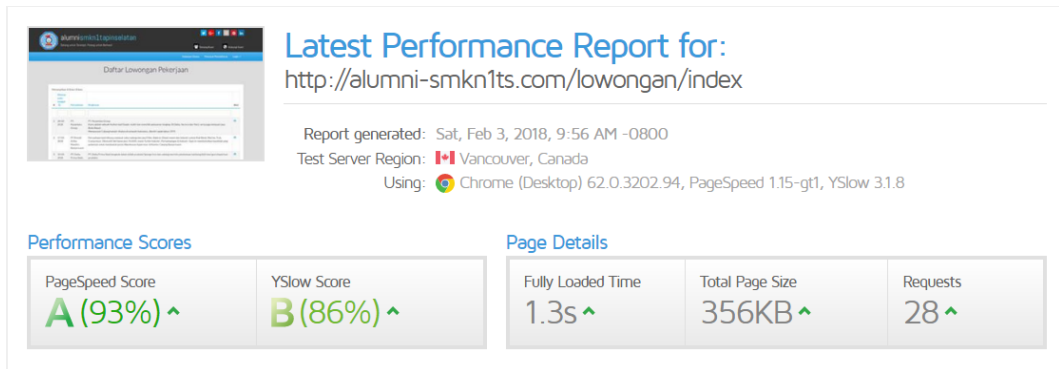 alumnismkn1tapinselatan
Daftar Lowongan Pekerjaan
Latest Performance Report for:
http://alumni-smkn1ts.com/lowongan/index
Report generated: Sat, Feb 3, 2018, 9:56 AM -0800
Test Server Region: Vancouver, Canada
Using: Chrome (Desktop) 62.0.3202.94, PageSpeed 1.15-gt1, YSlow 3.1.8
Performance Scores
Page Details
PageSpeed Score
A (93%)
YSlow Score
B (86%)
Fully Loaded Time
1.3s
Total Page Size
356KB
Requests
28